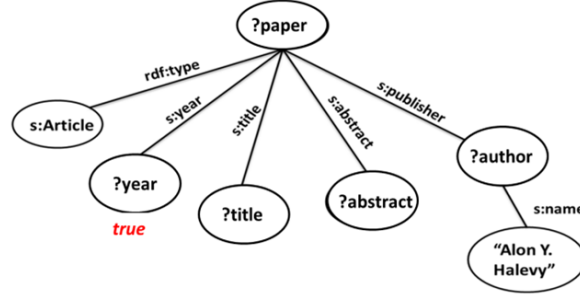 ?paper
rdf:type
s:year
s:title
s:abstract
s:publisher
s:Article
?year
true
?title
?abstract
?author
s:name
"Alon Y.
Halevy"